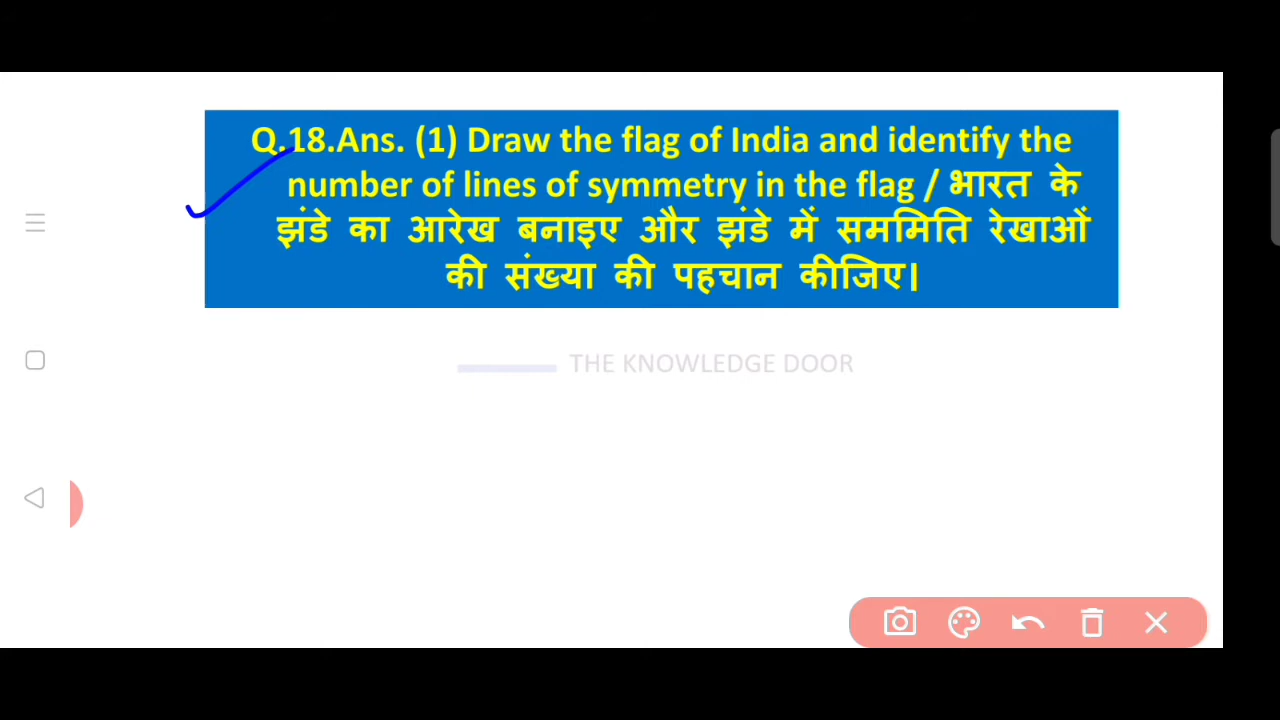 Q.18.Ans. (1) Draw the flag of India and identify the
number of lines of symmetry in the flag / भारत के
झंडे का आरेख बनाइए और झंडे में सममिति रेखाओं
की संख्या की पहचान कीजिए।
THE KNOWLEDGE DOOR